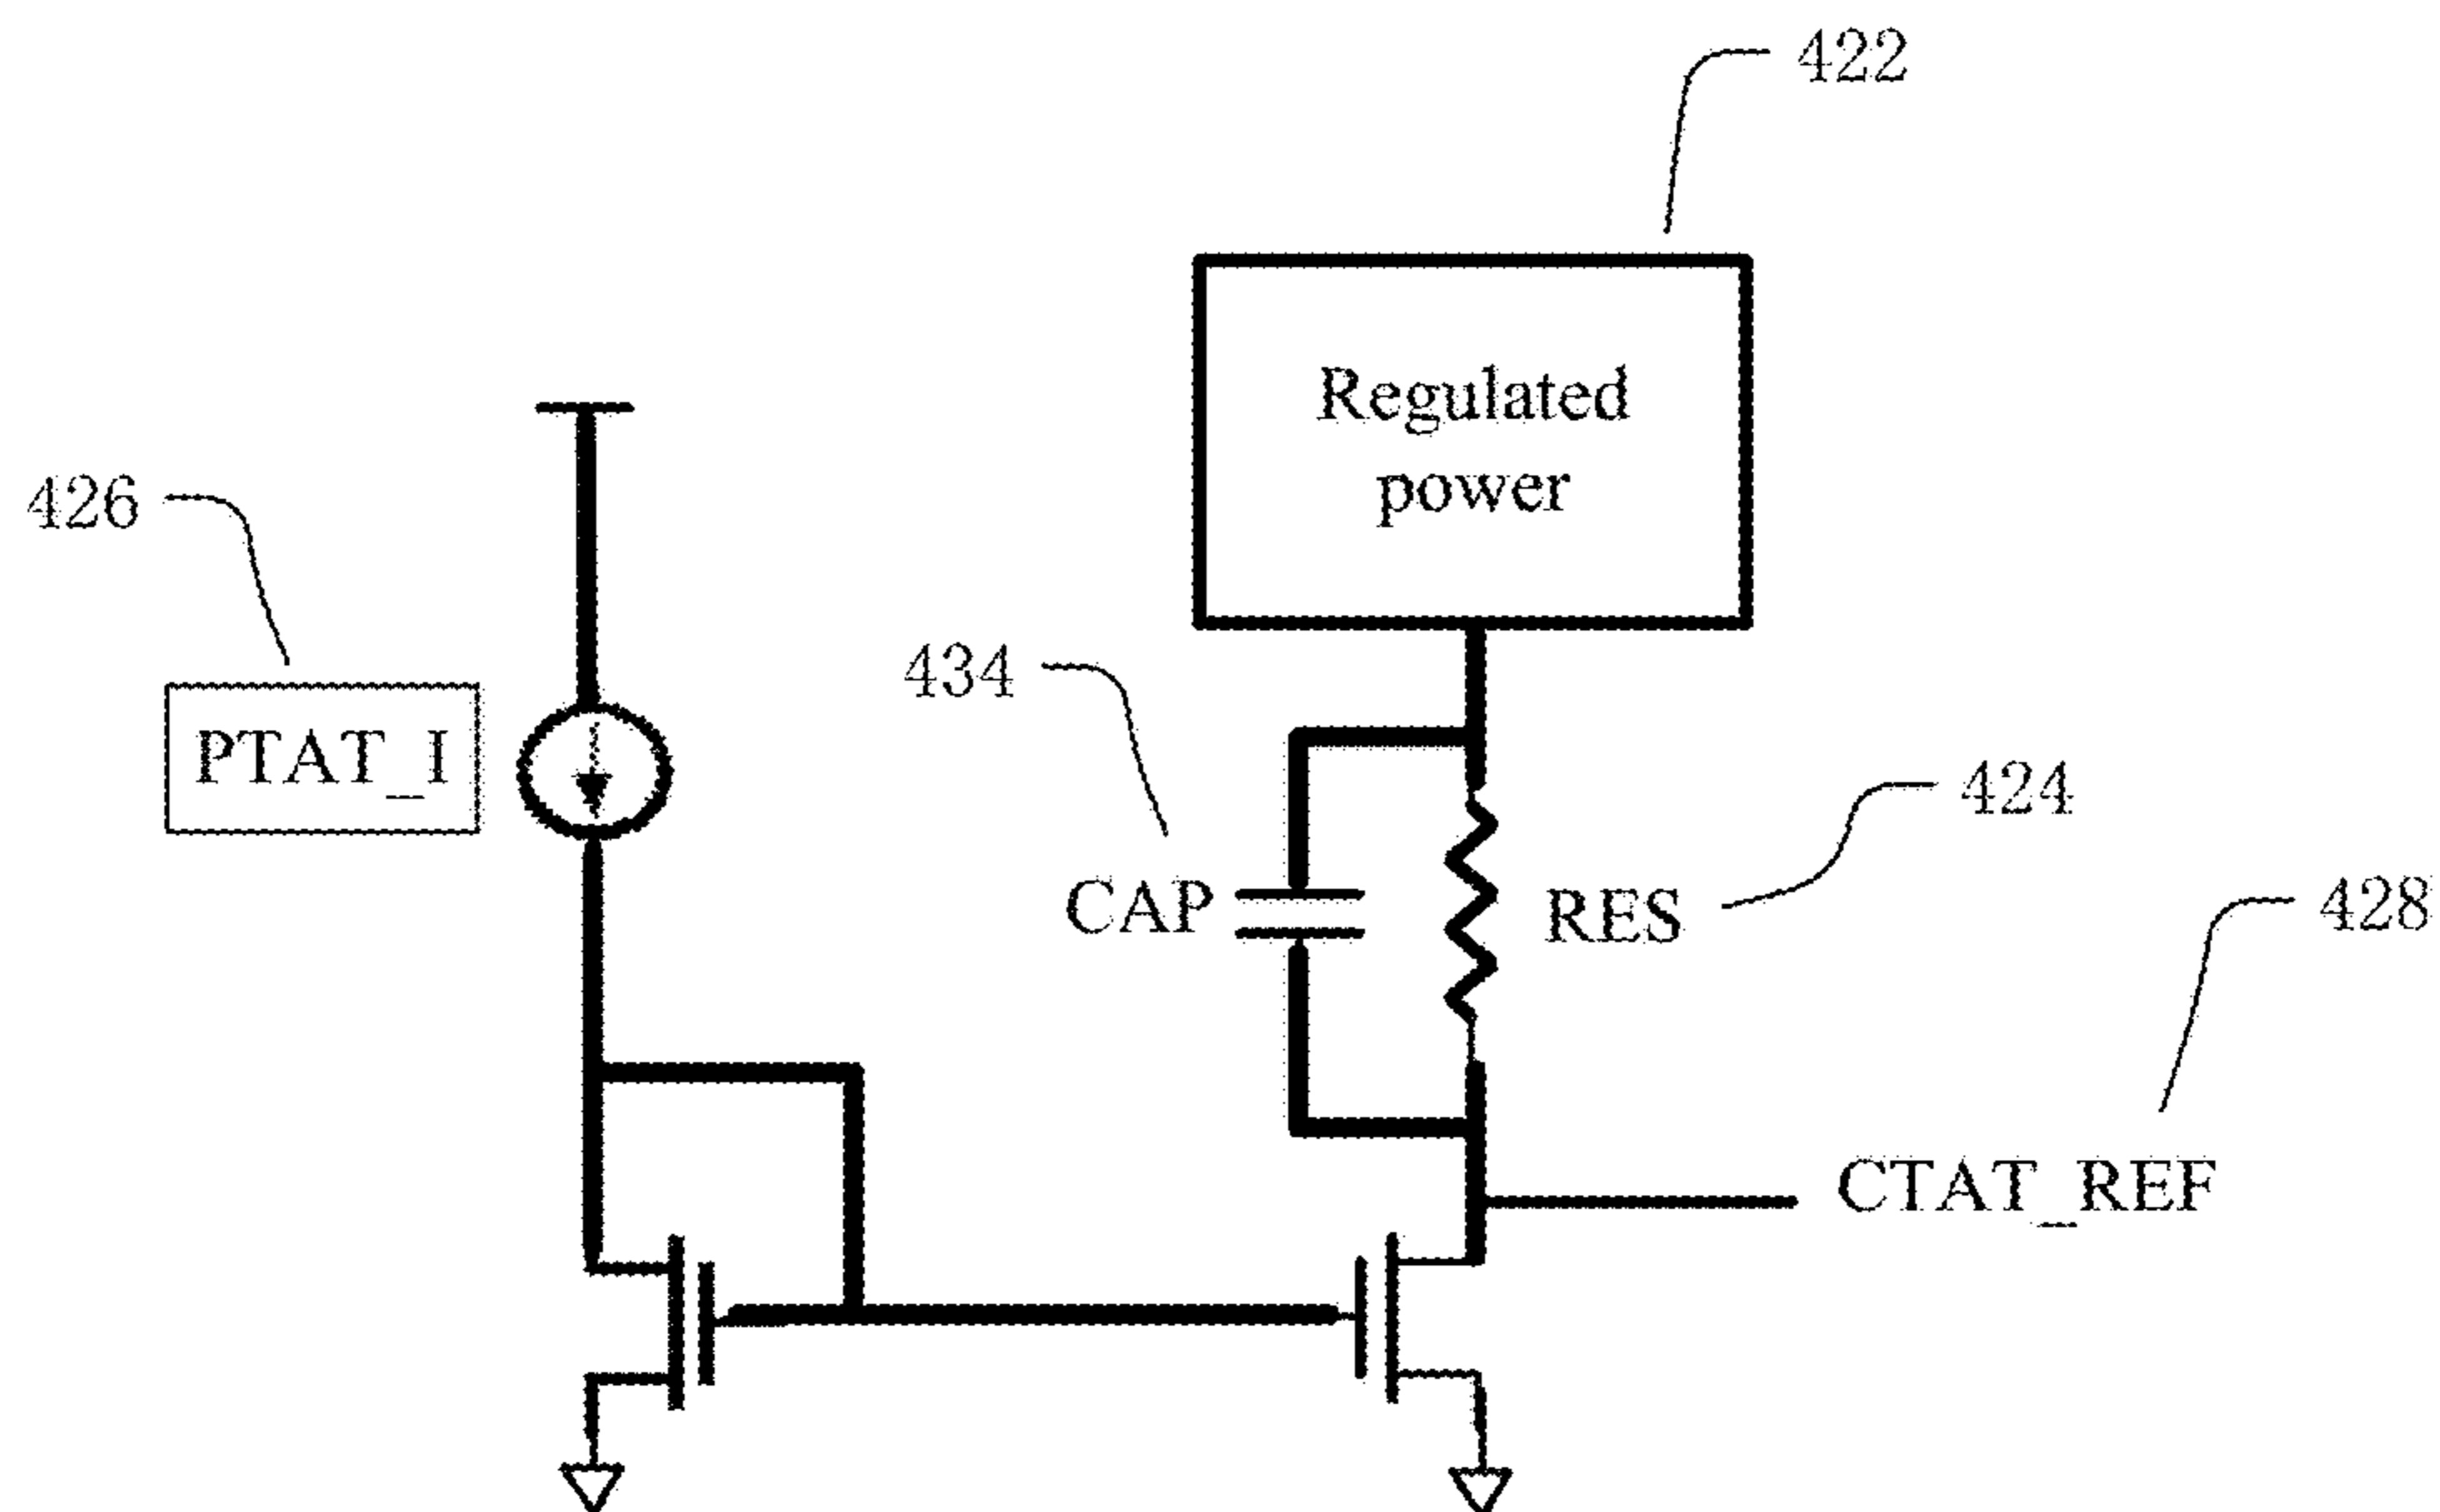 422
Regulated
power
426
434
PTAT_I
424
CAP
RES
428
CTAT_REF